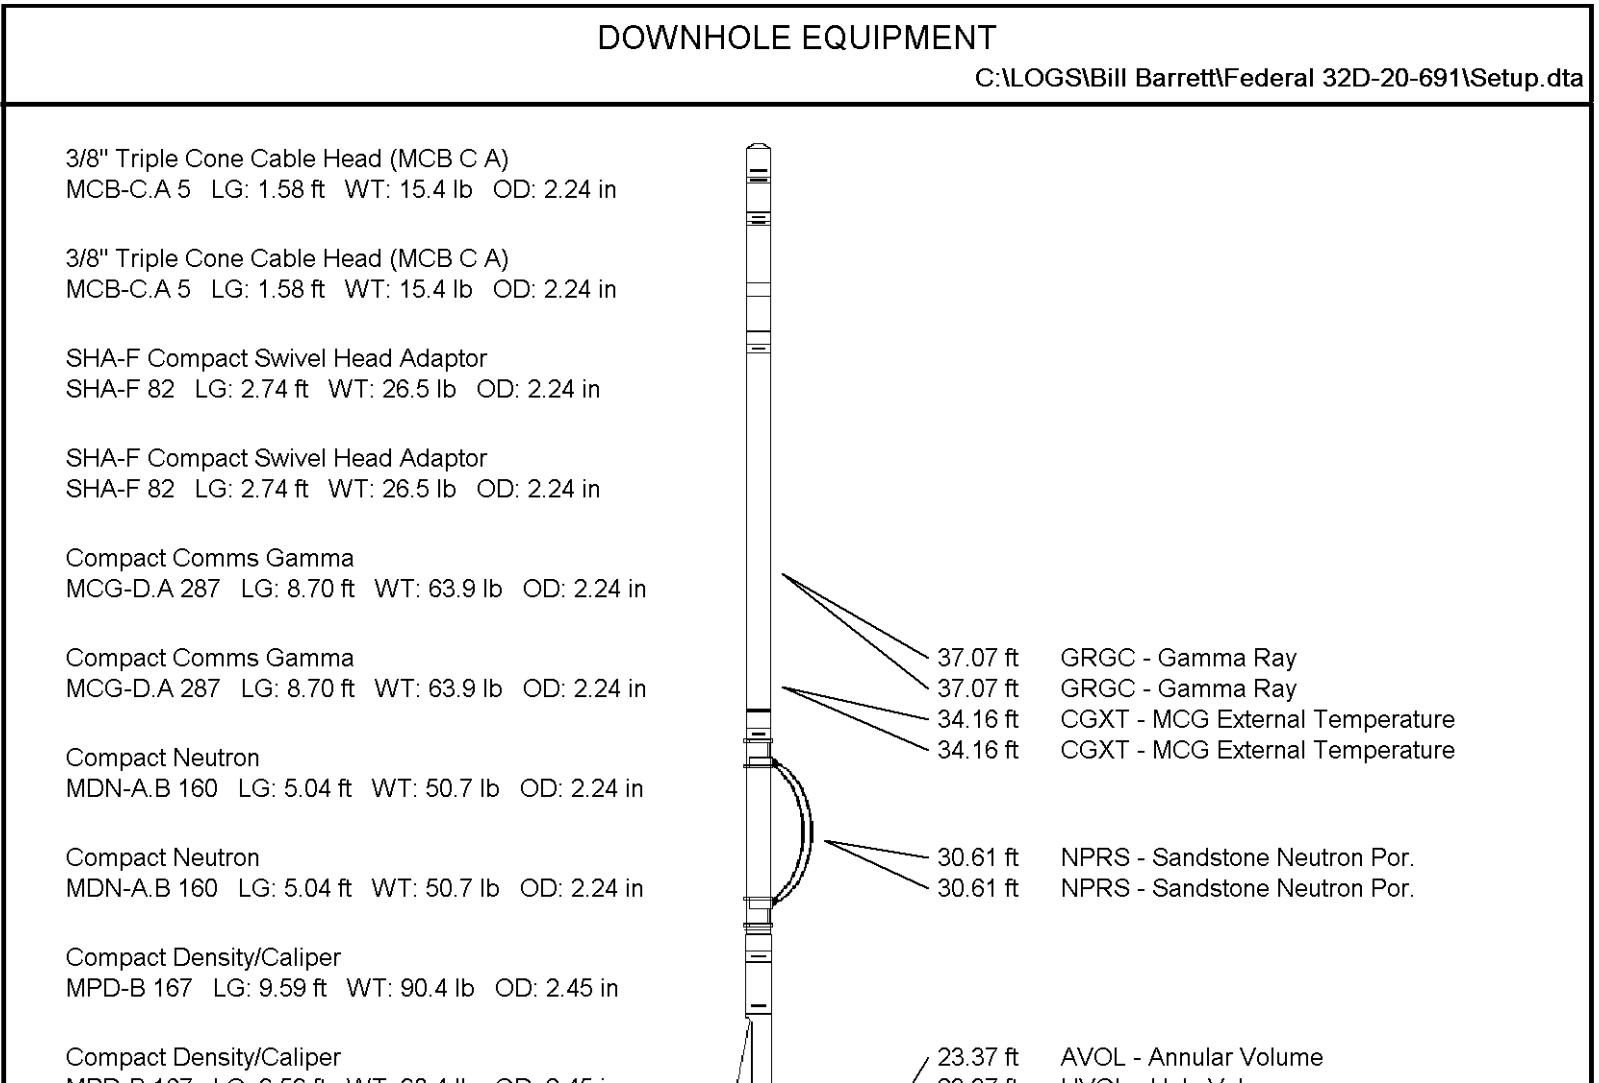 DOWNHOLE EQUIPMENT
C:\LOGS\Bill Barrett\Federal 32D-20-691\Setup.dta
3/8" Triple Cone Cable Head (MCB C A)
MCB-C.A 5 LG: 1.58 ft WT: 15.4 lb OD: 2.24 in
3/8" Triple Cone Cable Head (MCB C A)
MCB-C.A 5 LG: 1.58 ft WT: 15.4 lb OD: 2.24 in
SHA-F Compact Swivel Head Adaptor
SHA-F 82 LG: 2.74 ft WT: 26.5 lb OD: 2.24 in
SHA-F Compact Swivel Head Adaptor
SHA-F 82 LG: 2.74 ft WT: 26.5 lb OD: 2.24 in
Compact Comms Gamma
MCG-D.A 287 LG: 8.70 ft WT: 63.9 lb OD: 2.24 in
Compact Comms Gamma
MCG-D.A 287 LG: 8.70 ft WT: 63.9 lb OD: 2.24 in
Compact Neutron
MDN-A.B 160 LG: 5.04 ft WT: 50.7 lb OD: 2.24 in
Compact Neutron
MDN-A.B 160 LG: 5.04 ft WT: 50.7 lb OD: 2.24 in
Compact Density/Caliper
MPD-B 167 LG: 9.59 ft WT: 90.4 lb OD: 2.45 in
Compact Density/Caliper
37.07 ft GRGC - Gamma Ray
37.07 ft GRGC - Gamma Ray
34.16 ft CGXT - MCG External Temperature
34.16 ft CGXT - MCG External Temperature
30.61 ft NPRS - Sandstone Neutron Por.
30.61 ft NPRS - Sandstone Neutron Por.
23.37 ft AVOL - Annular Volume